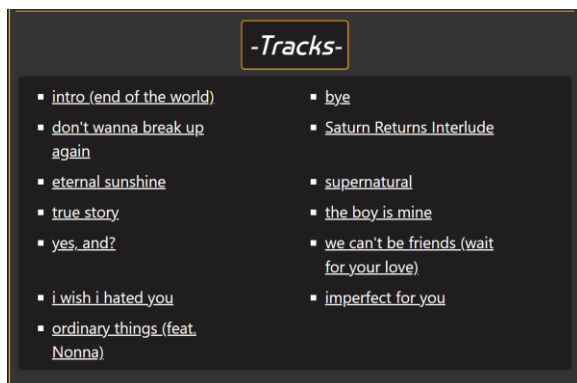 -Tracks-
intro (end of the world)
bye
don't wanna break up
again
Saturn Returns Interlude
eternal sunshine
supernatural
true story
the boy is mine
yes, and?
we can't be friends (wait
for your love)
i wish i hated you
imperfect for you
ordinary things (feat.
Nonna)